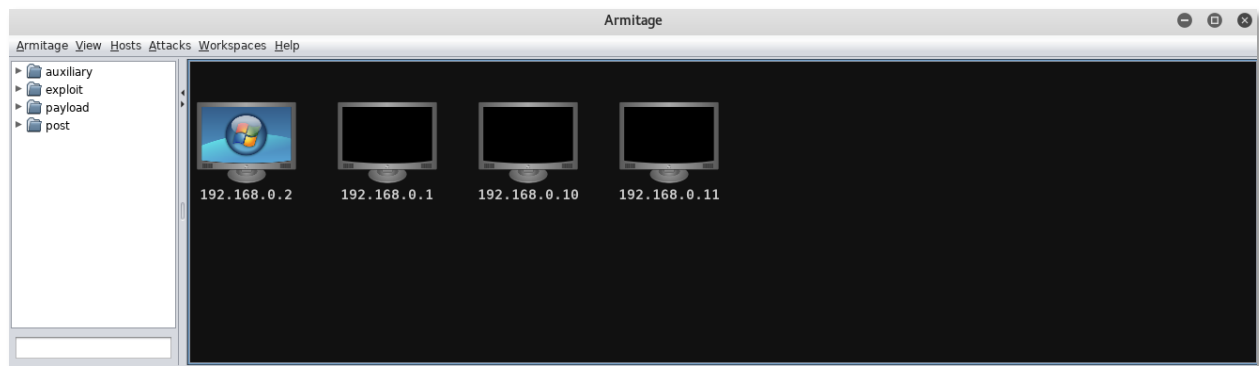 Armitage
Armitage View Hosts Attacks Workspaces Help
auxiliary
exploit
payload
post
192.168.0.2 192.168.0.1 192.168.0.10 192.168.0.11